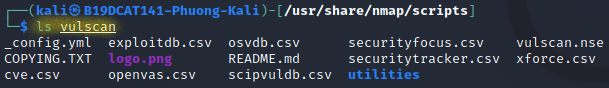 ┌──(kali㉿B19DCAT141-Phuong-Kali)-[/usr/share/nmap/scripts]
└─$ ls vulscan
_config.yml  exploitdb.csv  osvdb.csv  securityfocus.csv  vulscan.nse
COPYING.TXT  logo.png  README.md  securitytracker.csv  xforce.csv
cve.csv  openvas.csv  scipvuldb.csv  utilities